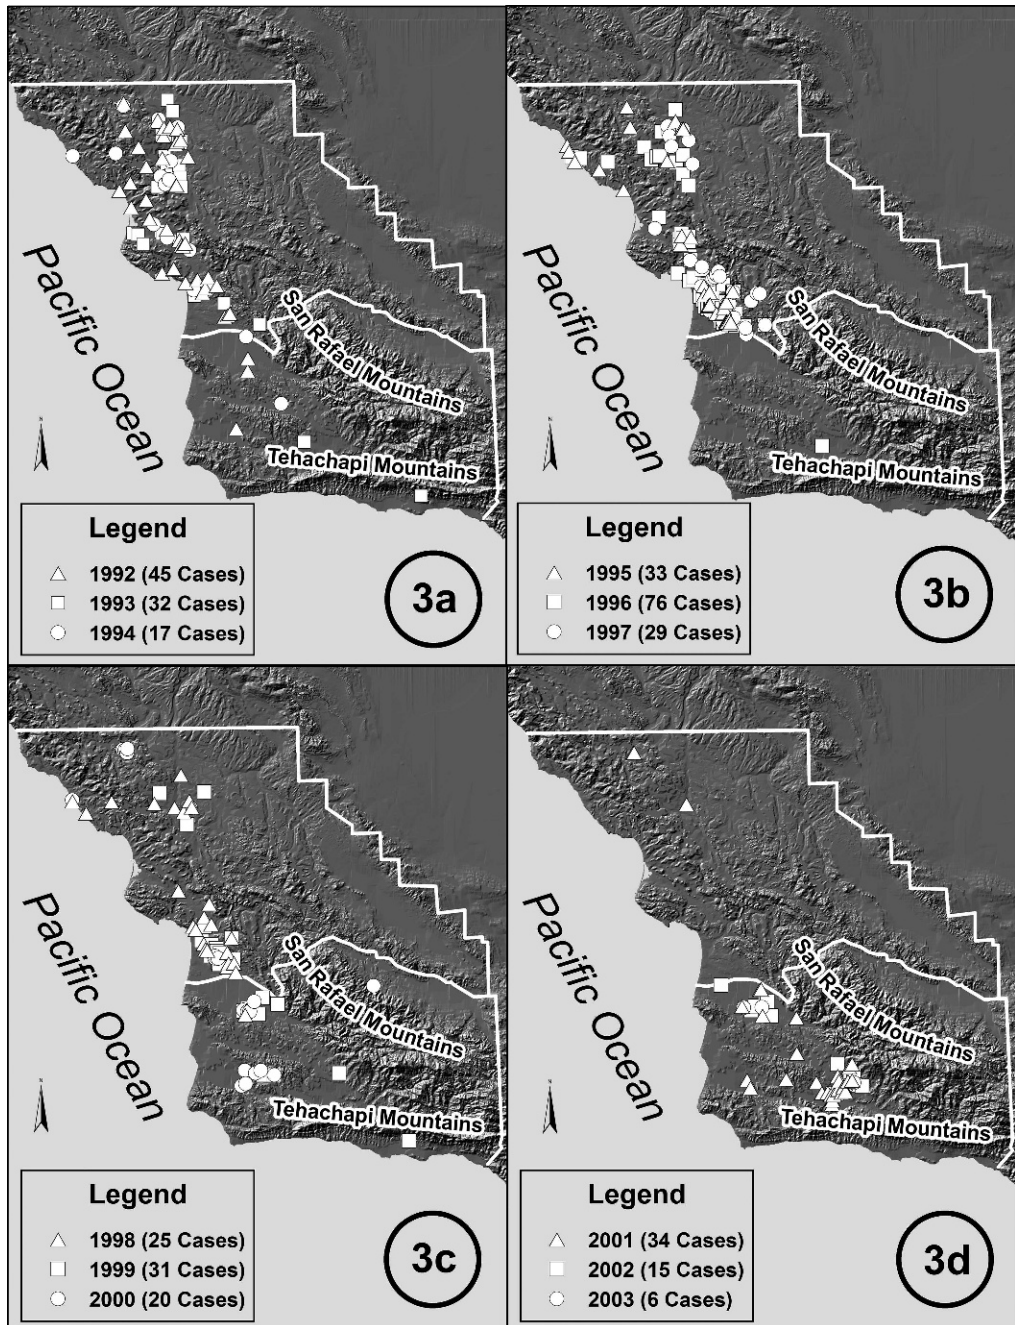 San Rafael Mountains
Pacific Ocean
Tehachapi Mountains
N
Legend
1992 (45 Cases)
1993 (32 Cases)
1994 (17 Cases)
3a
San Rafael Mountains
Pacific Ocean
Tehachapi Mountains
N
Legend
1995 (33 Cases)
1996 (76 Cases)
1997 (29 Cases)
3b
San Rafael Mountains
Pacific Ocean
Tehachapi Mountains
N
Legend
1998 (25 Cases)
1999 (31 Cases)
2000 (20 Cases)
3c
San Rafael Mountains
Pacific Ocean
Tehachapi Mountains
N
Legend
2001 (34 Cases)
2002 (15 Cases)
2003 (6 Cases)
3d